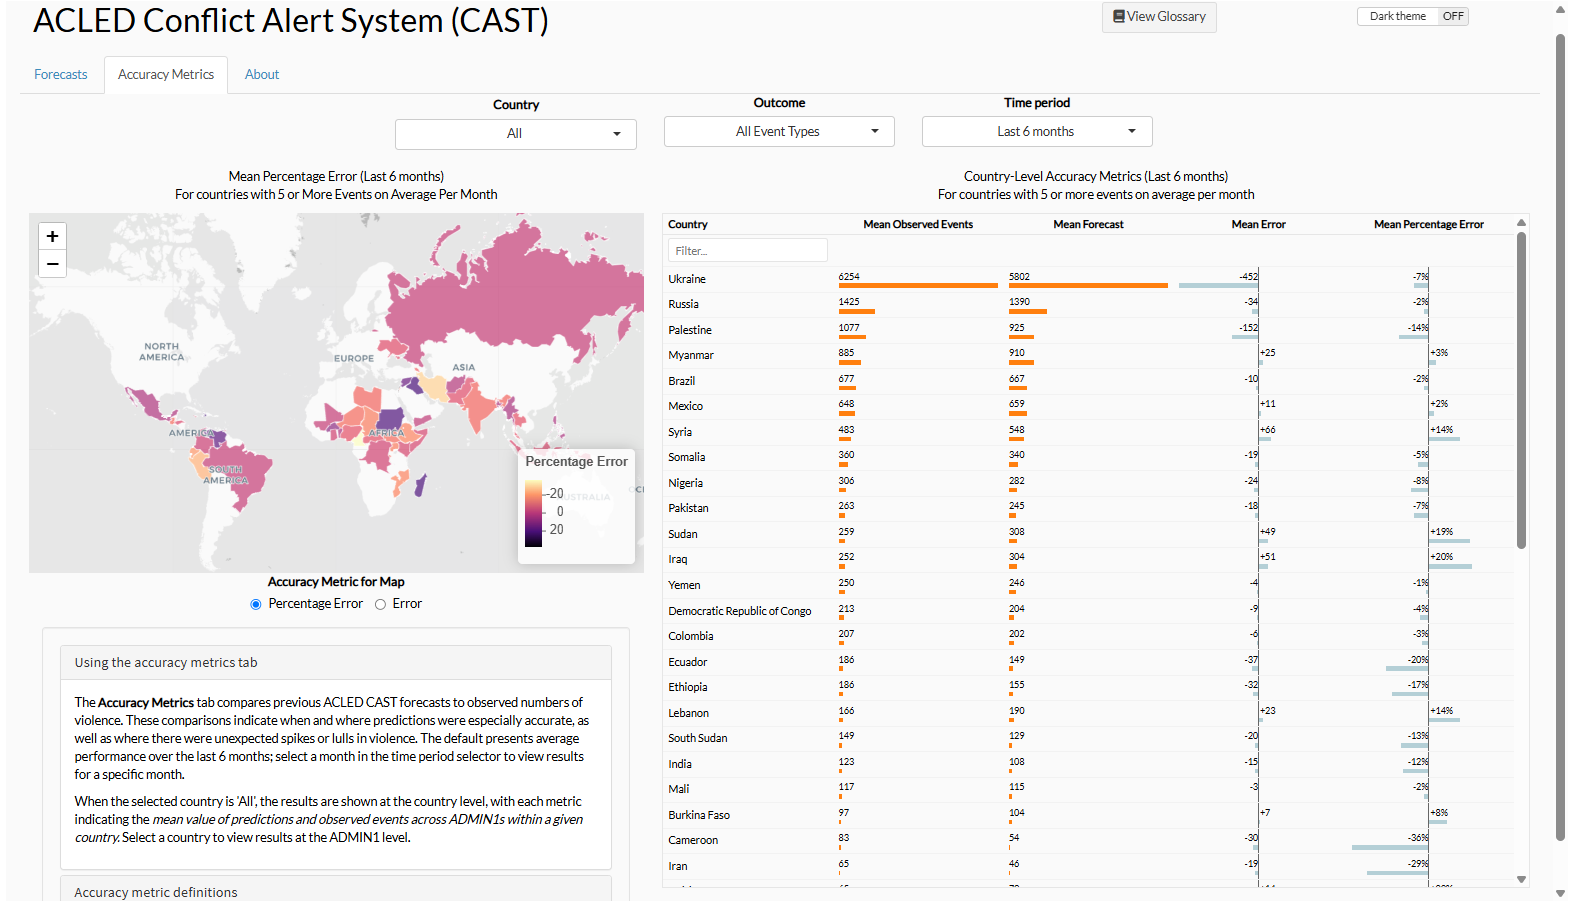 ACLED Conflict Alert System (CAST)
View Glossary
Dark theme OFF
Forecasts Accuracy Metrics About
Country Outcome Time period
All All Event Types Last 6 months
Mean Percentage Error (Last 6 months)
For countries with 5 or More Events on Average Per Month
+
−
NORTH
AMERICA
EUROPE
ASIA
AMERICA
AFRICA
SOUTH
AMERICA
Percentage Error
-20
0
20
USTRALIA
Accuracy Metric for Map
Percentage Error Error
Using the accuracy metrics tab
The Accuracy Metrics tab compares previous ACLED CAST forecasts to observed numbers of
violence. These comparisons indicate when and where predictions were especially accurate, as
well as where there were unexpected spikes or lulls in violence. The default presents average
performance over the last 6 months; select a month in the time period selector to view results
for a specific month.
When the selected country is 'All', the results are shown at the country level, with each metric
indicating the mean value of predictions and observed events across ADMIN1s within a given
country. Select a country to view results at the ADMIN1 level.
Accuracy metric definitions
Country-Level Accuracy Metrics (Last 6 months)
For countries with 5 or more events on average per month
Country Mean Observed Events Mean Forecast Mean Error Mean Percentage Error
Filter...
Ukraine 6254 5802 -452 -7%
Russia 1425 1390 -34 -2%
Palestine 1077 925 -152 -14%
Myanmar 885 910 +25 +3%
Brazil 677 667 -10 -2%
Mexico 648 659 +11 +2%
Syria 483 548 +66 +14%
Somalia 360 340 -19 -5%
Nigeria 306 282 -24 -8%
Pakistan 263 245 -18 -7%
Sudan 259 308 +49 +19%
Iraq 252 304 +51 +20%
Yemen 250 246 -4 -1%
Democratic Republic of Congo 213 204 -9 -4%
Colombia 207 202 -6 -3%
Ecuador 186 149 -37 -20%
Ethiopia 186 155 -32 -17%
Lebanon 166 190 +23 +14%
South Sudan 149 129 -20 -13%
India 123 108 -15 -12%
Mali 117 115 -3 -2%
Burkina Faso 97 104 +7 +8%
Cameroon 83 54 -30 -36%
Iran 65 46 -19 -29%